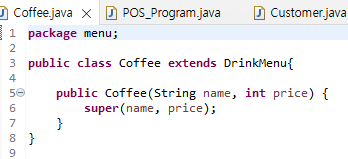 Coffee.java POS_Program.java Customer.java
1 package menu;
2
3 public class Coffee extends DrinkMenu{
4
5 public Coffee(String name, int price) {
6 super(name, price);
7 }
8 }
9